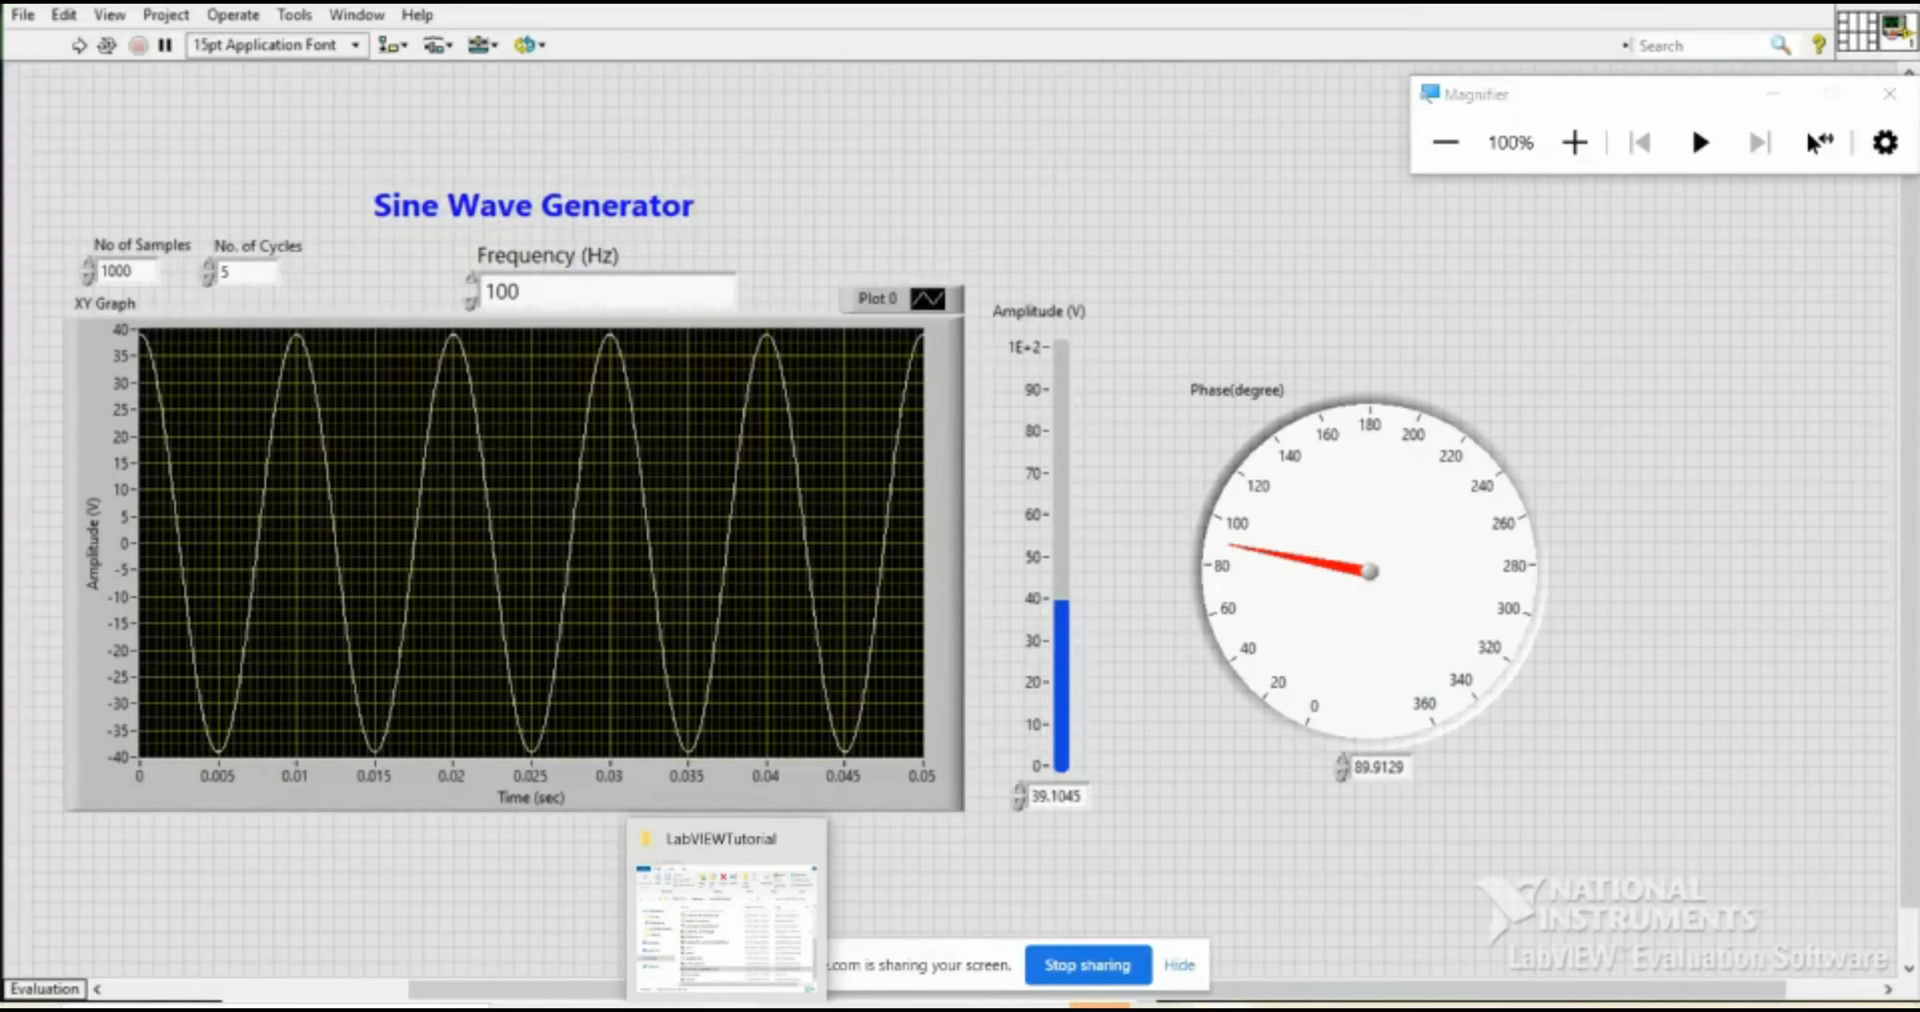 File Edit View Project Operate Tools Window Help
15pt Application Font
Search
Magnifier
100%
Sine Wave Generator
No of Samples
No. of Cycles
Frequency (Hz)
1000
5
100
XY Graph
Plot 0
Amplitude (V)
40
35
30
25
20
15
10
5
0
-5
-10
-15
-20
-25
-30
-35
-40
0 0.005 0.01 0.015 0.02 0.025 0.03 0.035 0.04 0.045 0.05
Time (sec)
Amplitude (V)
1E+2
90
80
70
60
50
40
30
20
10
0
39.1045
Phase(degree)
0
20
40
60
80
100
120
140
160
180
200
220
240
260
280
300
320
340
360
89.9129
LabVIEWTutorial
.com is sharing your screen. Stop sharing Hide
NATIONAL
INSTRUMENTS
LabVIEW Evaluation Software
Evaluation